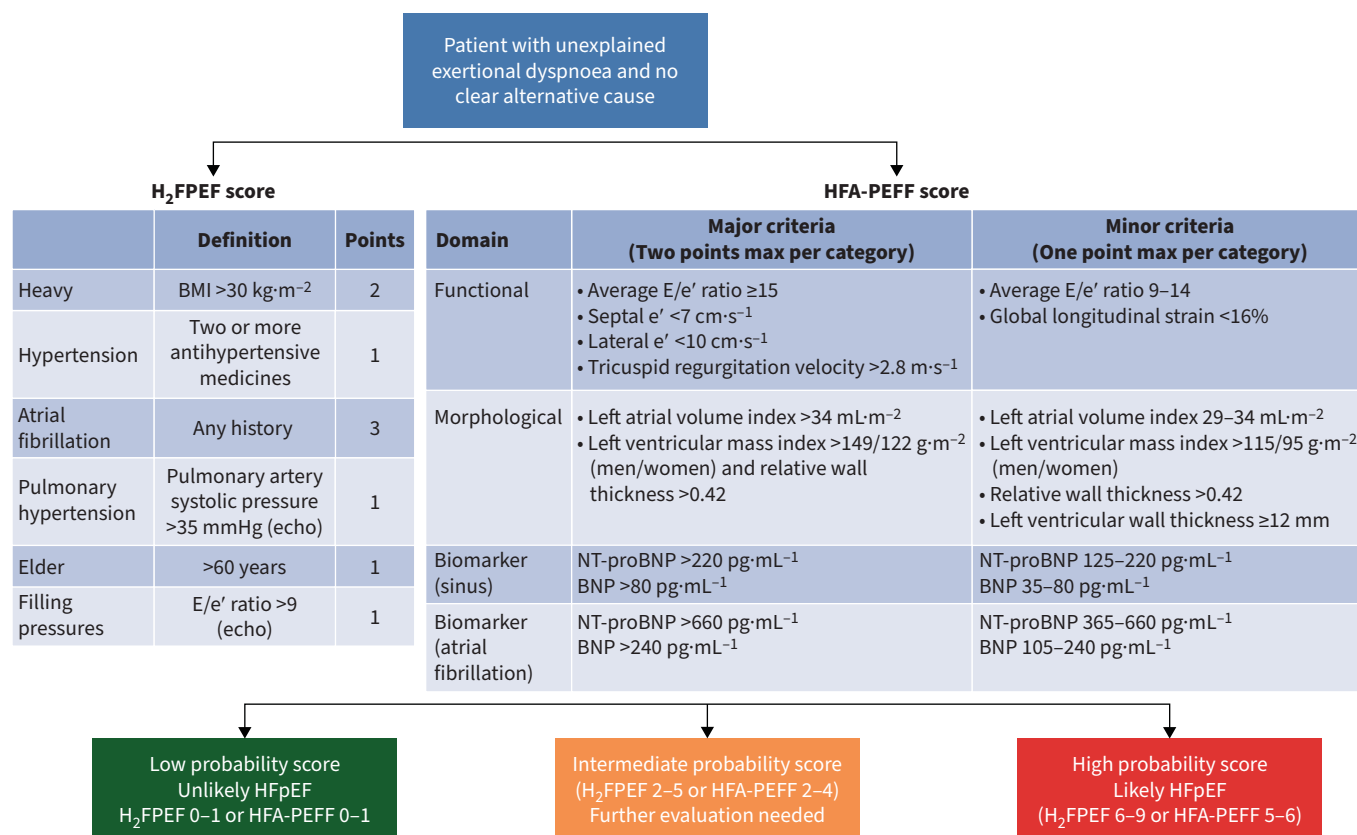 Patient with unexplained
exertional dyspnoea and no
clear alternative cause
H₂FPEF score
Definition Points
Heavy BMI >30 kg·m⁻² 2
Hypertension Two or more
antihypertensive
medicines 1
Atrial
fibrillation Any history 3
Pulmonary
hypertension Pulmonary artery
systolic pressure
>35 mmHg (echo) 1
Elder >60 years 1
Filling
pressures E/e′ ratio >9
(echo) 1
HFA-PEFF score
Domain Major criteria
(Two points max per category) Minor criteria
(One point max per category)
Functional
• Average E/e′ ratio ≥15
• Septal e′ <7 cm·s⁻¹
• Lateral e′ <10 cm·s⁻¹
• Tricuspid regurgitation velocity >2.8 m·s⁻¹
• Average E/e′ ratio 9–14
• Global longitudinal strain <16%
Morphological
• Left atrial volume index >34 mL·m⁻²
• Left ventricular mass index >149/122 g·m⁻²
(men/women) and relative wall
thickness >0.42
• Left atrial volume index 29–34 mL·m⁻²
• Left ventricular mass index >115/95 g·m⁻²
(men/women)
• Relative wall thickness >0.42
• Left ventricular wall thickness ≥12 mm
Biomarker
(sinus)
NT-proBNP >220 pg·mL⁻¹
BNP >80 pg·mL⁻¹
NT-proBNP 125–220 pg·mL⁻¹
BNP 35–80 pg·mL⁻¹
Biomarker
(atrial
fibrillation)
NT-proBNP >660 pg·mL⁻¹
BNP >240 pg·mL⁻¹
NT-proBNP 365–660 pg·mL⁻¹
BNP 105–240 pg·mL⁻¹
Low probability score
Unlikely HFpEF
H₂FPEF 0–1 or HFA-PEFF 0–1
Intermediate probability score
(H₂FPEF 2–5 or HFA-PEFF 2–4)
Further evaluation needed
High probability score
Likely HFpEF
(H₂FPEF 6–9 or HFA-PEFF 5–6)